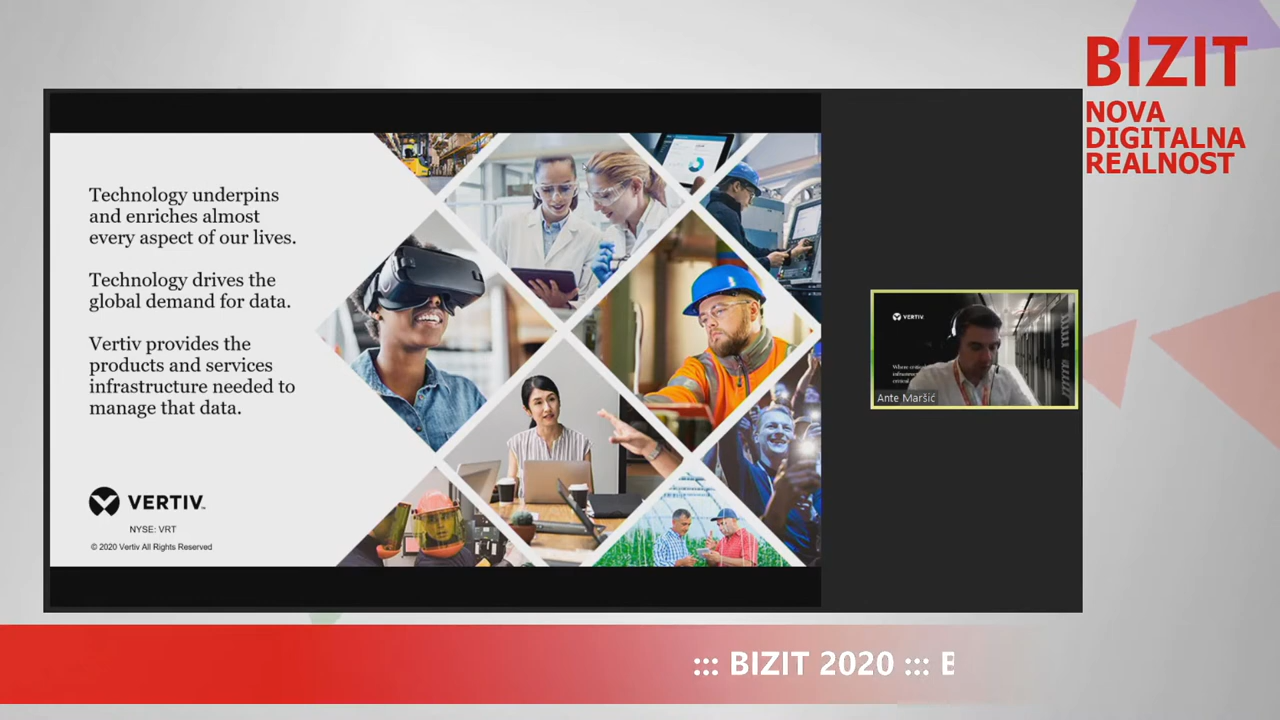 BIZIT
NOVA
DIGITALNA
REALNOST
Technology underpins
and enriches almost
every aspect of our lives.
Technology drives the
global demand for data.
Vertiv provides the
products and services
infrastructure needed to
manage that data.
VERTIV™
NYSE: VRT
© 2020 Vertiv All Rights Reserved
VERTIV
Where
Ante Maršić
::: BIZIT 2020 ::: B